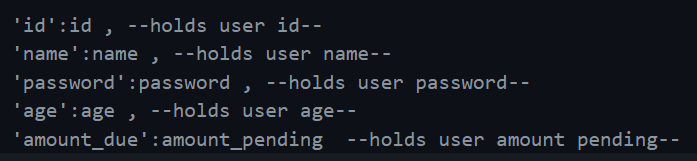 'id':id , --holds user id--
'name':name , --holds user name--
'password':password , --holds user password--
'age':age , --holds user age--
'amount_due':amount_pending  --holds user amount pending--